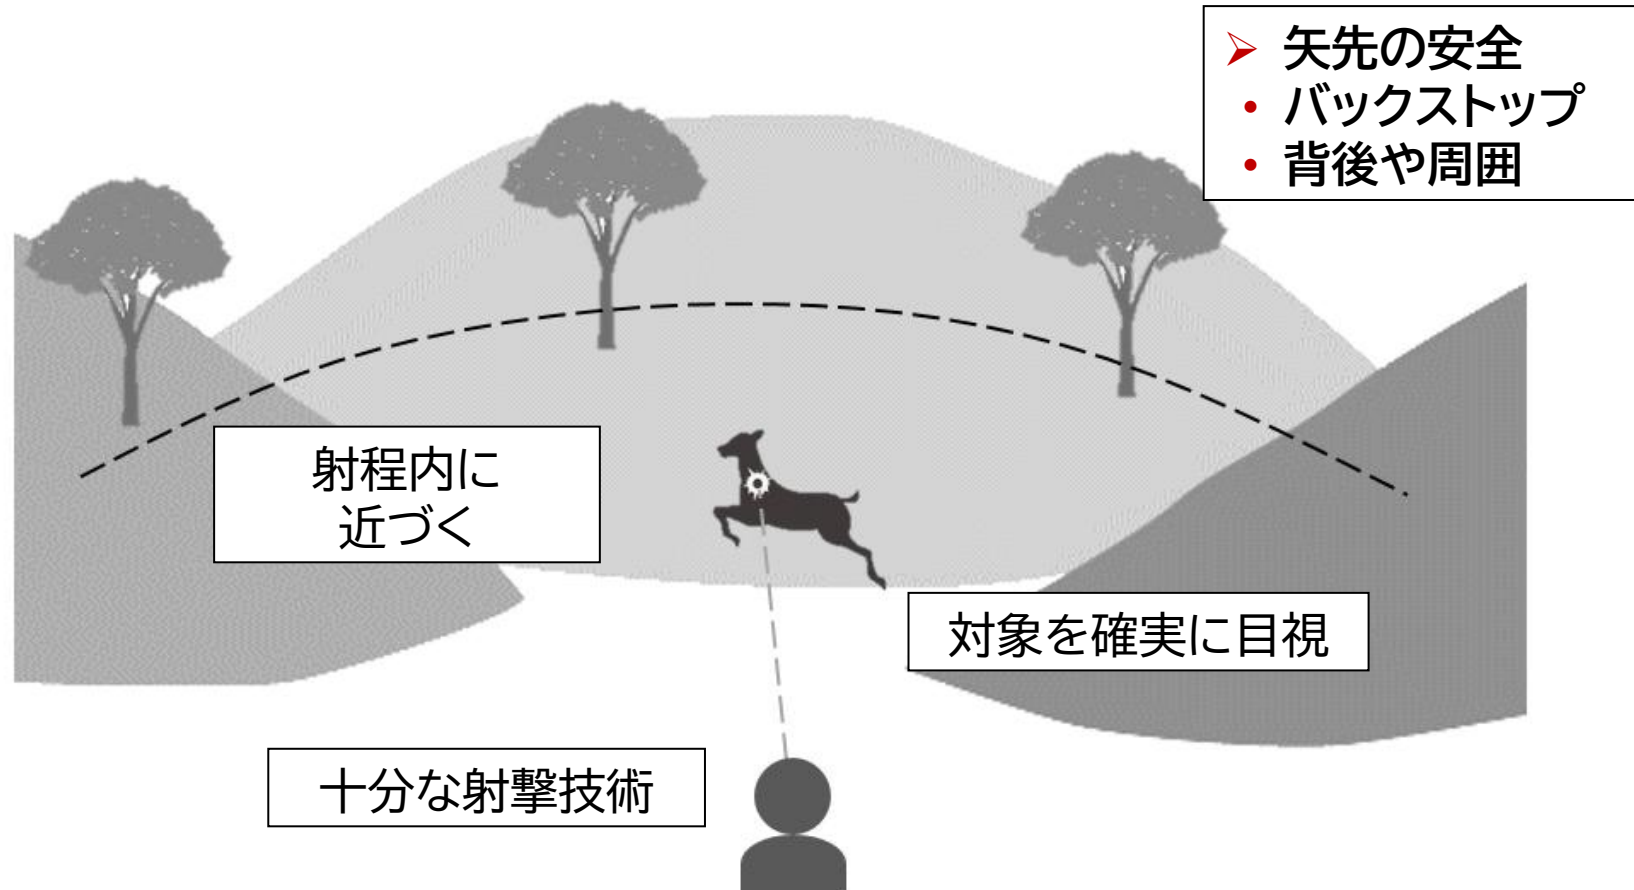 ➢ 矢先の安全
• バックストップ
• 背後や周囲
射程内に
近づく
対象を確実に目視
十分な射撃技術